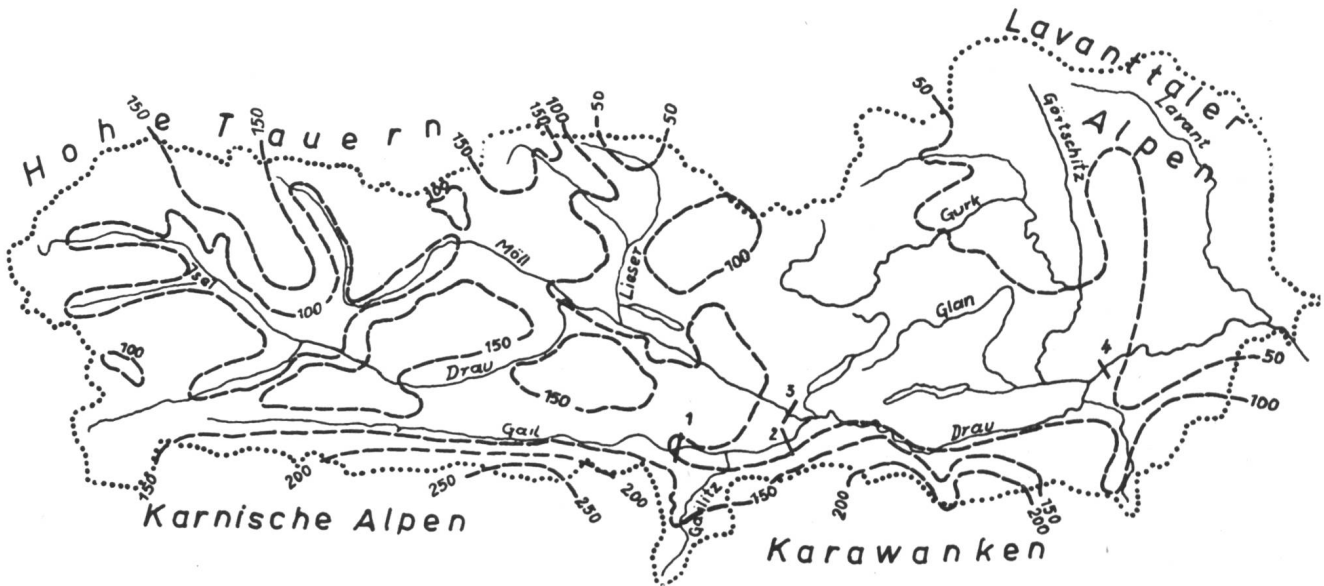 Hohe Tauern
Lavanttaler
Alpen
150
150
150
150
100
50
50
50
100
Görtschitz
Lavant
Gurk
Möll
Isel
Lieser
100
100
Glan
100
150
Drau
150
4
50
100
3
2
1
Gail
Drau
150
200
250
200
250
150
Gailitz
200
150
200
Karnische Alpen
Karawanken